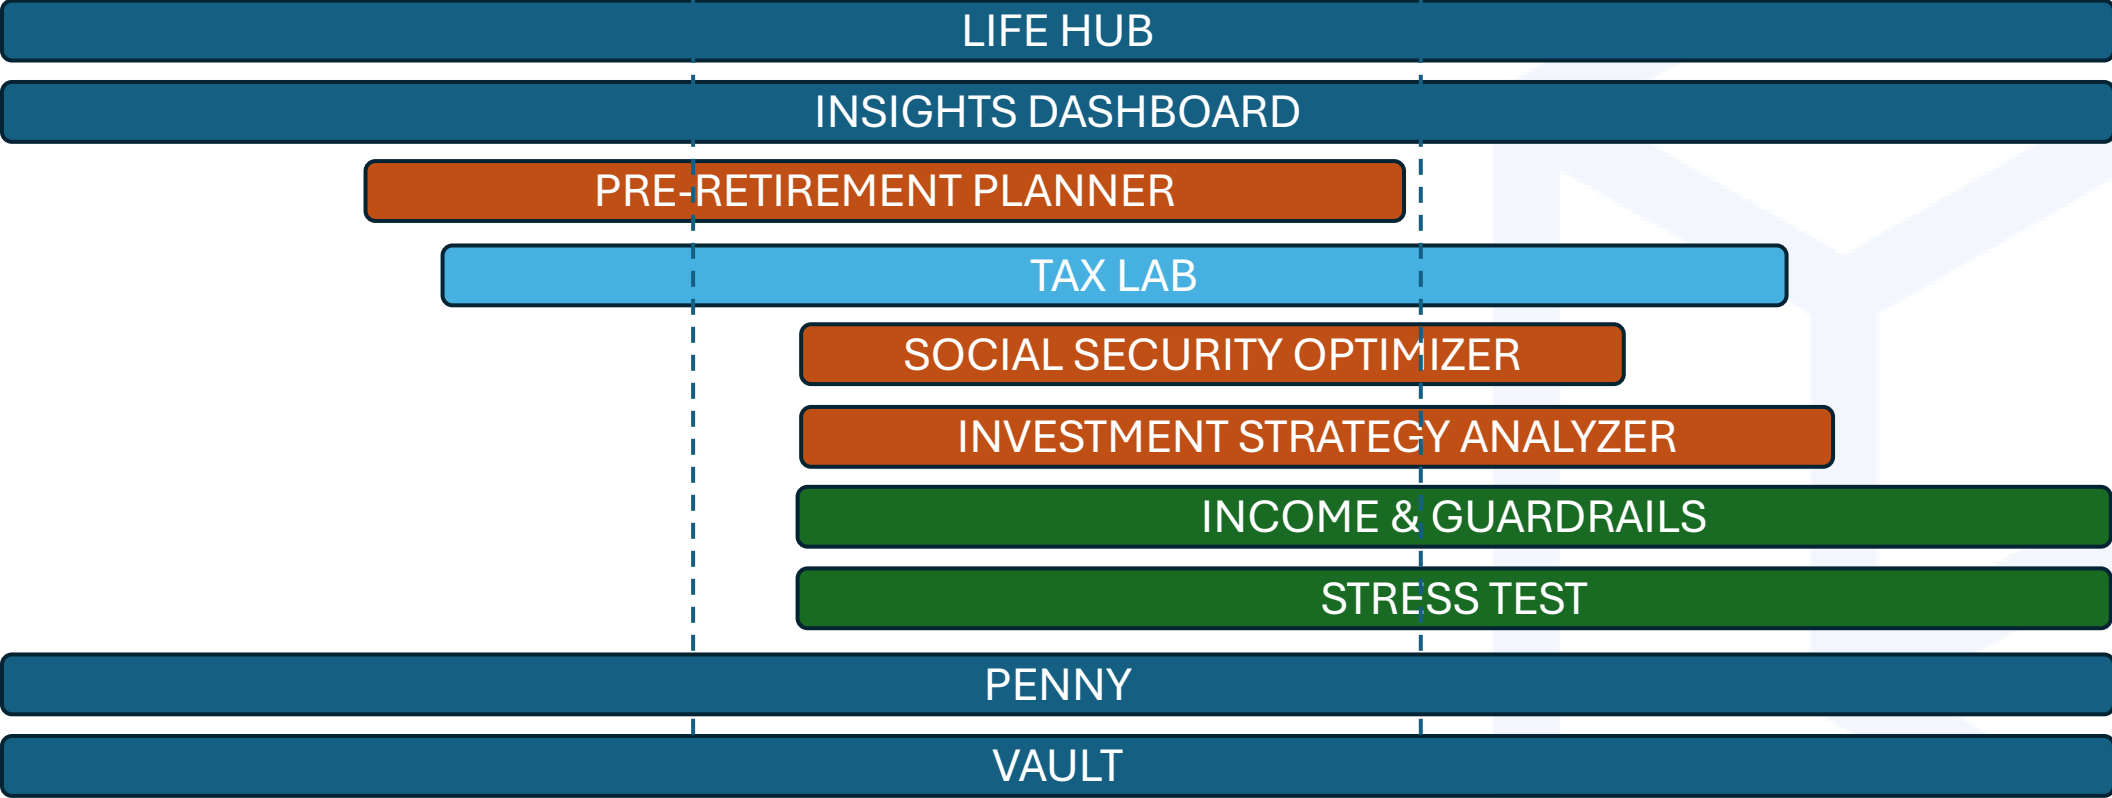 LIFE HUB
INSIGHTS DASHBOARD
PRE-RETIREMENT PLANNER
TAX LAB
SOCIAL SECURITY OPTIMIZER
INVESTMENT STRATEGY ANALYZER
INCOME & GUARDRAILS
STRESS TEST
PENNY
VAULT